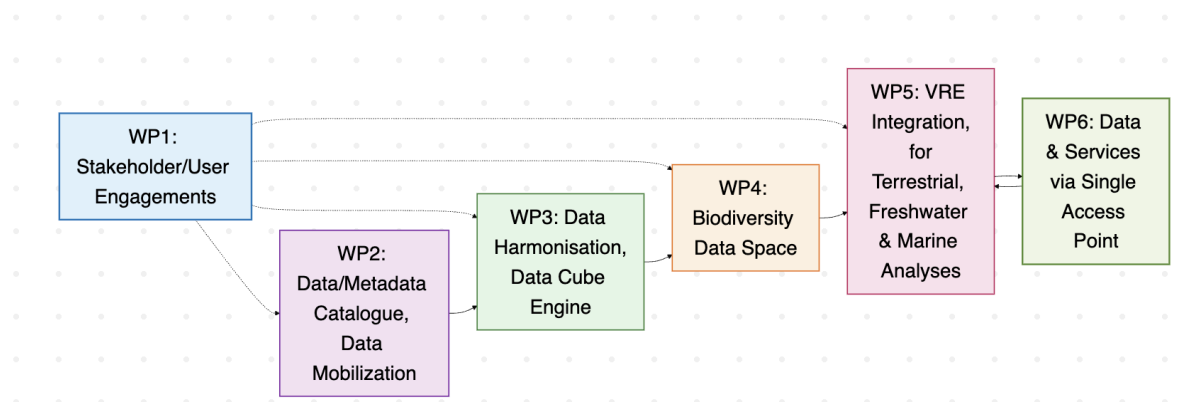 WP1:
Stakeholder/User
Engagements
WP2:
Data/Metadata
Catalogue,
Data
Mobilization
WP3: Data
Harmonisation,
Data Cube
Engine
WP4:
Biodiversity
Data Space
WP5: VRE
Integration,
for
Terrestrial,
Freshwater
& Marine
Analyses
WP6: Data
& Services
via Single
Access
Point